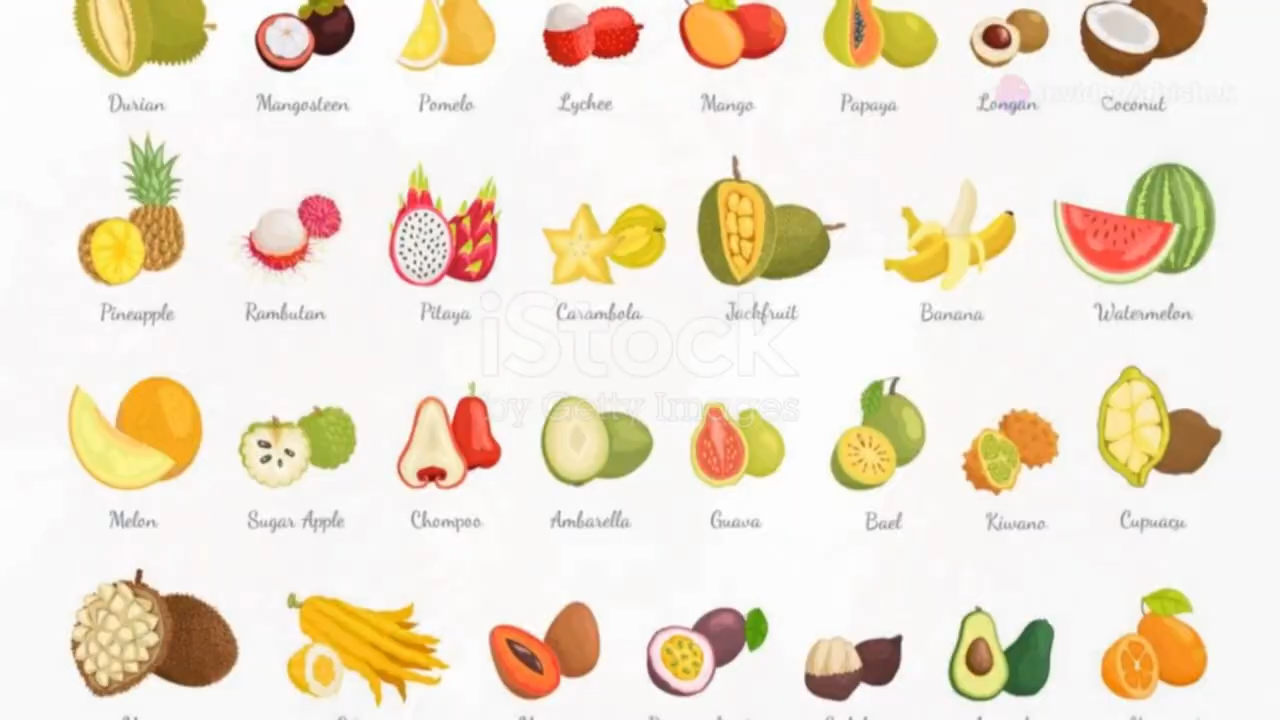 Durian Mangosteen Pomelo Lychee Mango Papaya Longan Coconut
Pineapple Rambutan Pitaya Carambola Jackfruit Banana Watermelon
iStock
by Getty Images
Melon Sugar Apple Chompoo Ambarella Guava Bael Kiwano Cupuaçu